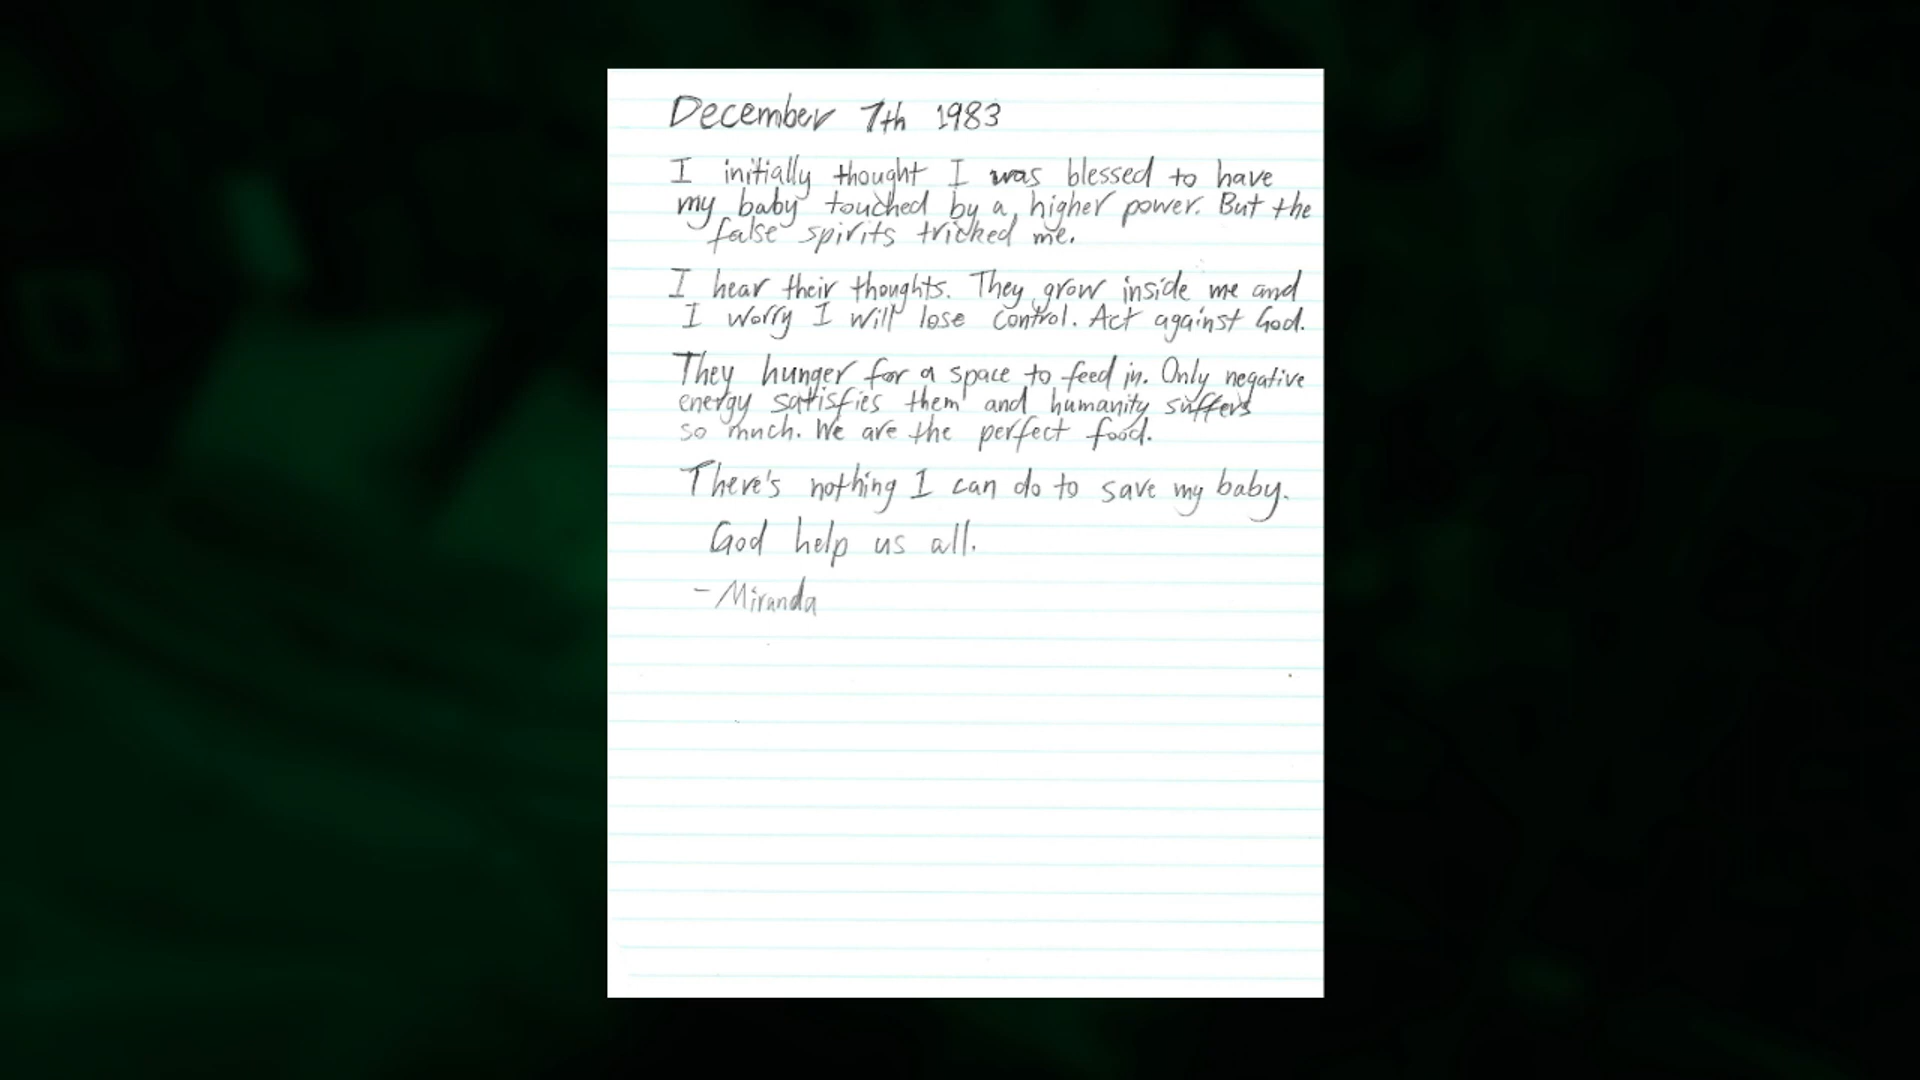 December 7th 1983
I initially thought I was blessed to have
my baby touched by a higher power. But the
false spirits tricked me.
I hear their thoughts. They grow inside me and
I worry I will lose control. Act against God.
They hunger for a space to feed in. Only negative
energy satisfies them and humanity suffers
so much. We are the perfect food.
There's nothing I can do to save my baby.
God help us all.
- Miranda